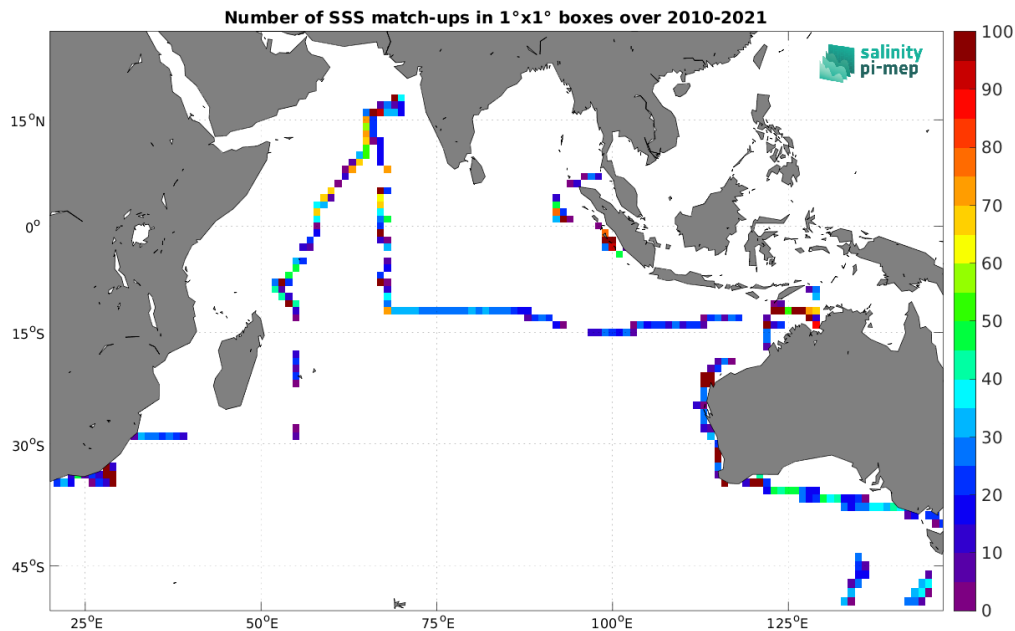 Number of SSS match-ups in 1°x1° boxes over 2010-2021
salinity
pi-mep
15°N
0°
15°S
30°S
45°S
25°E
50°E
75°E
100°E
125°E
100
90
80
70
60
50
40
30
20
10
0